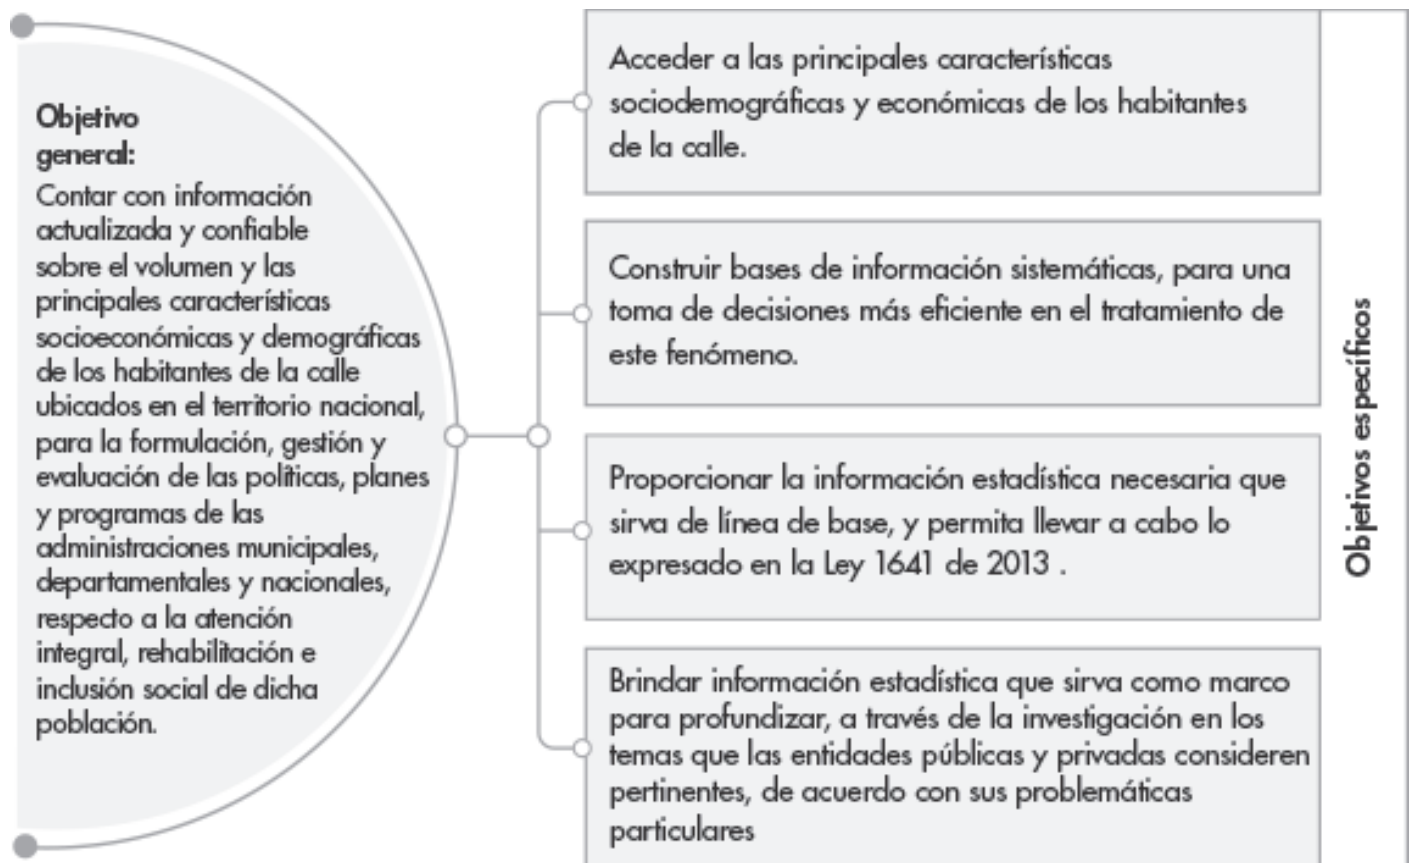 Objetivo
general:
Contar con información
actualizada y confiable
sobre el volumen y las
principales características
socioeconómicas y demográficas
de los habitantes de la calle
ubicados en el territorio nacional,
para la formulación, gestión y
evaluación de las políticas, planes
y programas de las
administraciones municipales,
departamentales y nacionales,
respecto a la atención
integral, rehabilitación e
inclusión social de dicha
población.
Acceder a las principales características
sociodemográficas y económicas de los habitantes
de la calle.
Construir bases de información sistemáticas, para una
toma de decisiones más eficiente en el tratamiento de
este fenómeno.
Proporcionar la información estadística necesaria que
sirva de línea de base, y permita llevar a cabo lo
expresado en la Ley 1641 de 2013 .
Brindar información estadística que sirva como marco
para profundizar, a través de la investigación en los
temas que las entidades públicas y privadas consideren
pertinentes, de acuerdo con sus problemáticas
particulares
Objetivos específicos